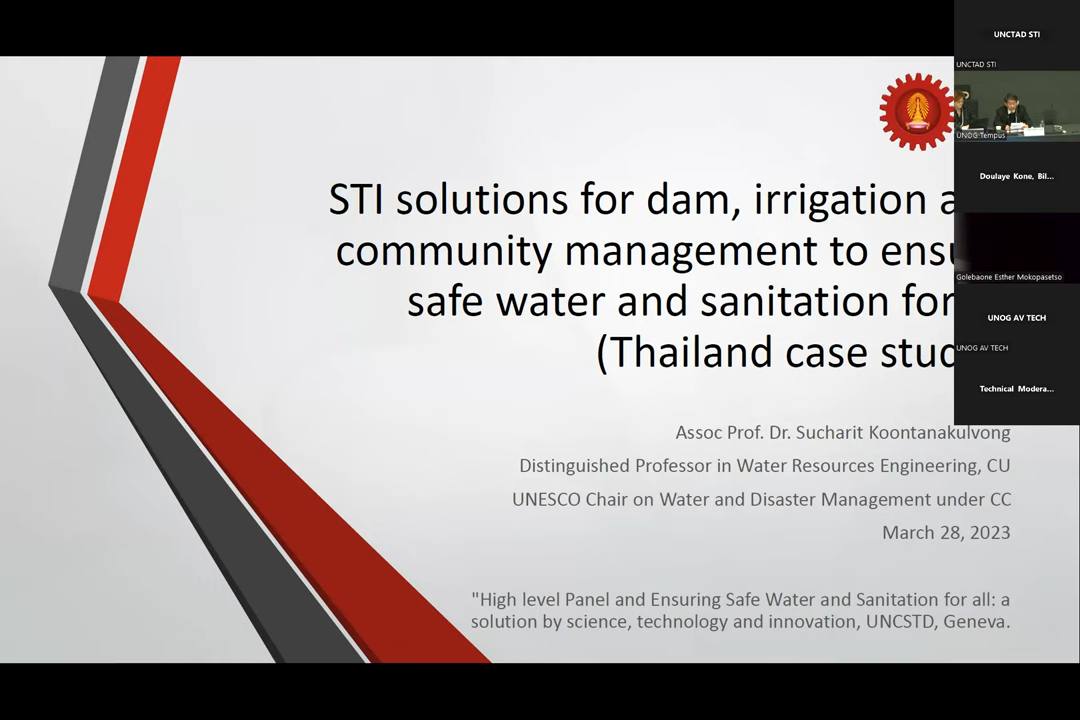 STI solutions for dam, irrigation
community management to
safe water and sanitation for
(Thailand case
Assoc Prof. Dr. Sucharit Koontanakulvong
Distinguished Professor in Water Resources Engineering, CU
UNESCO Chair on Water and Disaster Management under CC
March 28, 2023
"High level Panel and Ensuring Safe Water and Sanitation for all: a
solution by science, technology and innovation, UNCSTD, Geneva.
UNCTAD STI
UNCTAD STI
UNOG Tempus
Doulaye Kone, Bil...
Golebaone Esther Mokopasetso
UNOG AV TECH
UNOG AV TECH
Technical Modera...